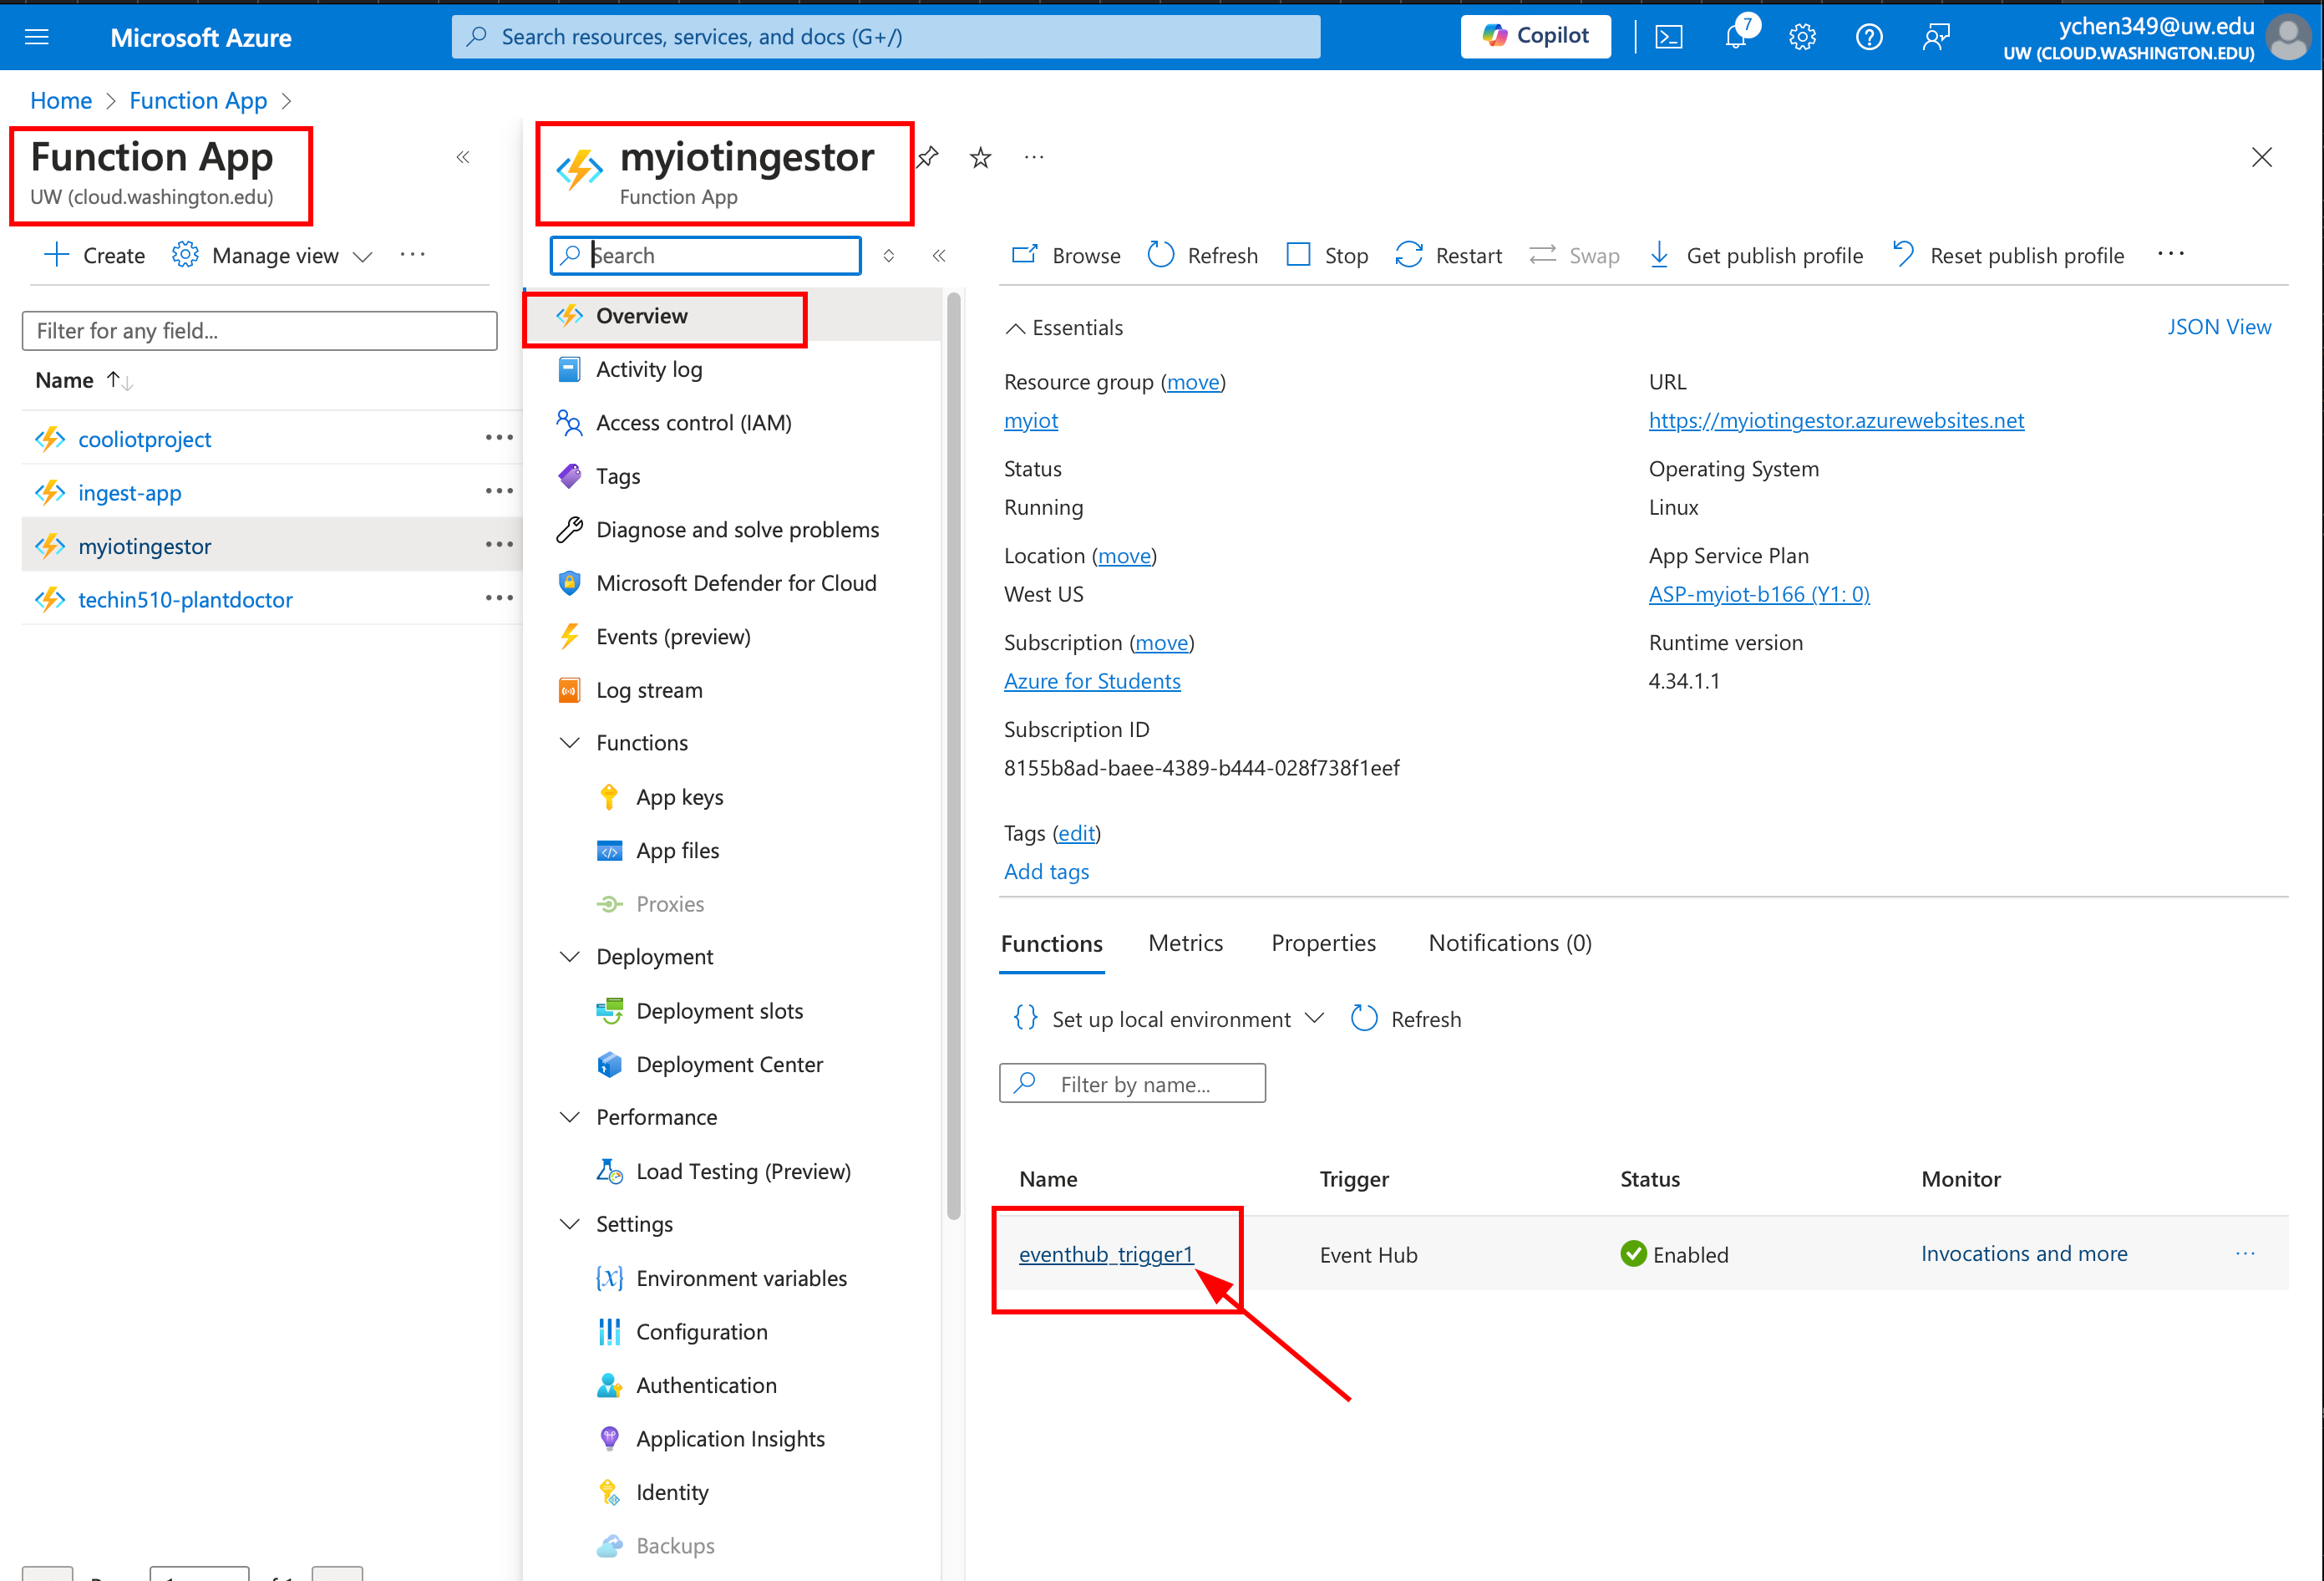 Microsoft Azure
Search resources, services, and docs (G+/)
Copilot
7
ychen349@uw.edu
UW (CLOUD.WASHINGTON.EDU)
Home > Function App >
Function App
UW (cloud.washington.edu)
Create
Manage view
Filter for any field...
Name
cooliotproject
ingest-app
myiotingestor
techin510-plantdoctor
myiotingestor
Function App
Search
Overview
Activity log
Access control (IAM)
Tags
Diagnose and solve problems
Microsoft Defender for Cloud
Events (preview)
Log stream
Functions
App keys
App files
Proxies
Deployment
Deployment slots
Deployment Center
Performance
Load Testing (Preview)
Settings
Environment variables
Configuration
Authentication
Application Insights
Identity
Backups
Browse
Refresh
Stop
Restart
Swap
Get publish profile
Reset publish profile
Essentials
JSON View
Resource group (move)
myiot
Status
Running
Location (move)
West US
Subscription (move)
Azure for Students
Subscription ID
8155b8ad-baee-4389-b444-028f738f1eef
URL
https://myiotingestor.azurewebsites.net
Operating System
Linux
App Service Plan
ASP-myiot-b166 (Y1: 0)
Runtime version
4.34.1.1
Tags (edit)
Add tags
Functions
Metrics
Properties
Notifications (0)
Set up local environment
Refresh
Filter by name...
Name Trigger Status Monitor
eventhub_trigger1 Event Hub Enabled Invocations and more